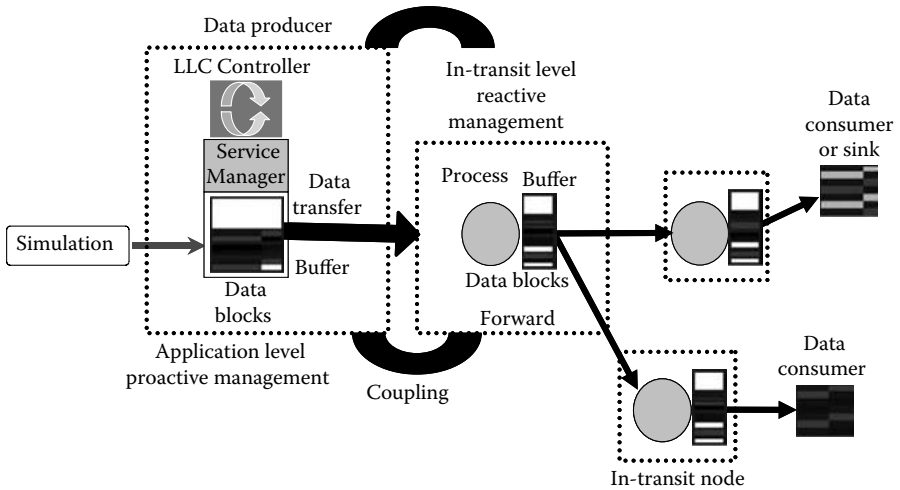 Data producer
LLC Controller
Service
Manager
Data
transfer
Simulation
Buffer
Data
blocks
Application level
proactive management
Coupling
In-transit level
reactive
management
Process
Buffer
Data blocks
Forward
Data
consumer
or sink
Data
consumer
In-transit node